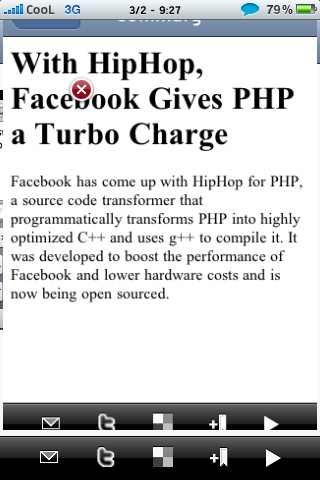 CooL 3G 3/2 - 9:27 79%
Summary
With HipHop,
Facebook Gives PHP
a Turbo Charge
Facebook has come up with HipHop for PHP,
a source code transformer that
programmatically transforms PHP into highly
optimized C++ and uses g++ to compile it. It
was developed to boost the performance of
Facebook and lower hardware costs and is
now being open sourced.